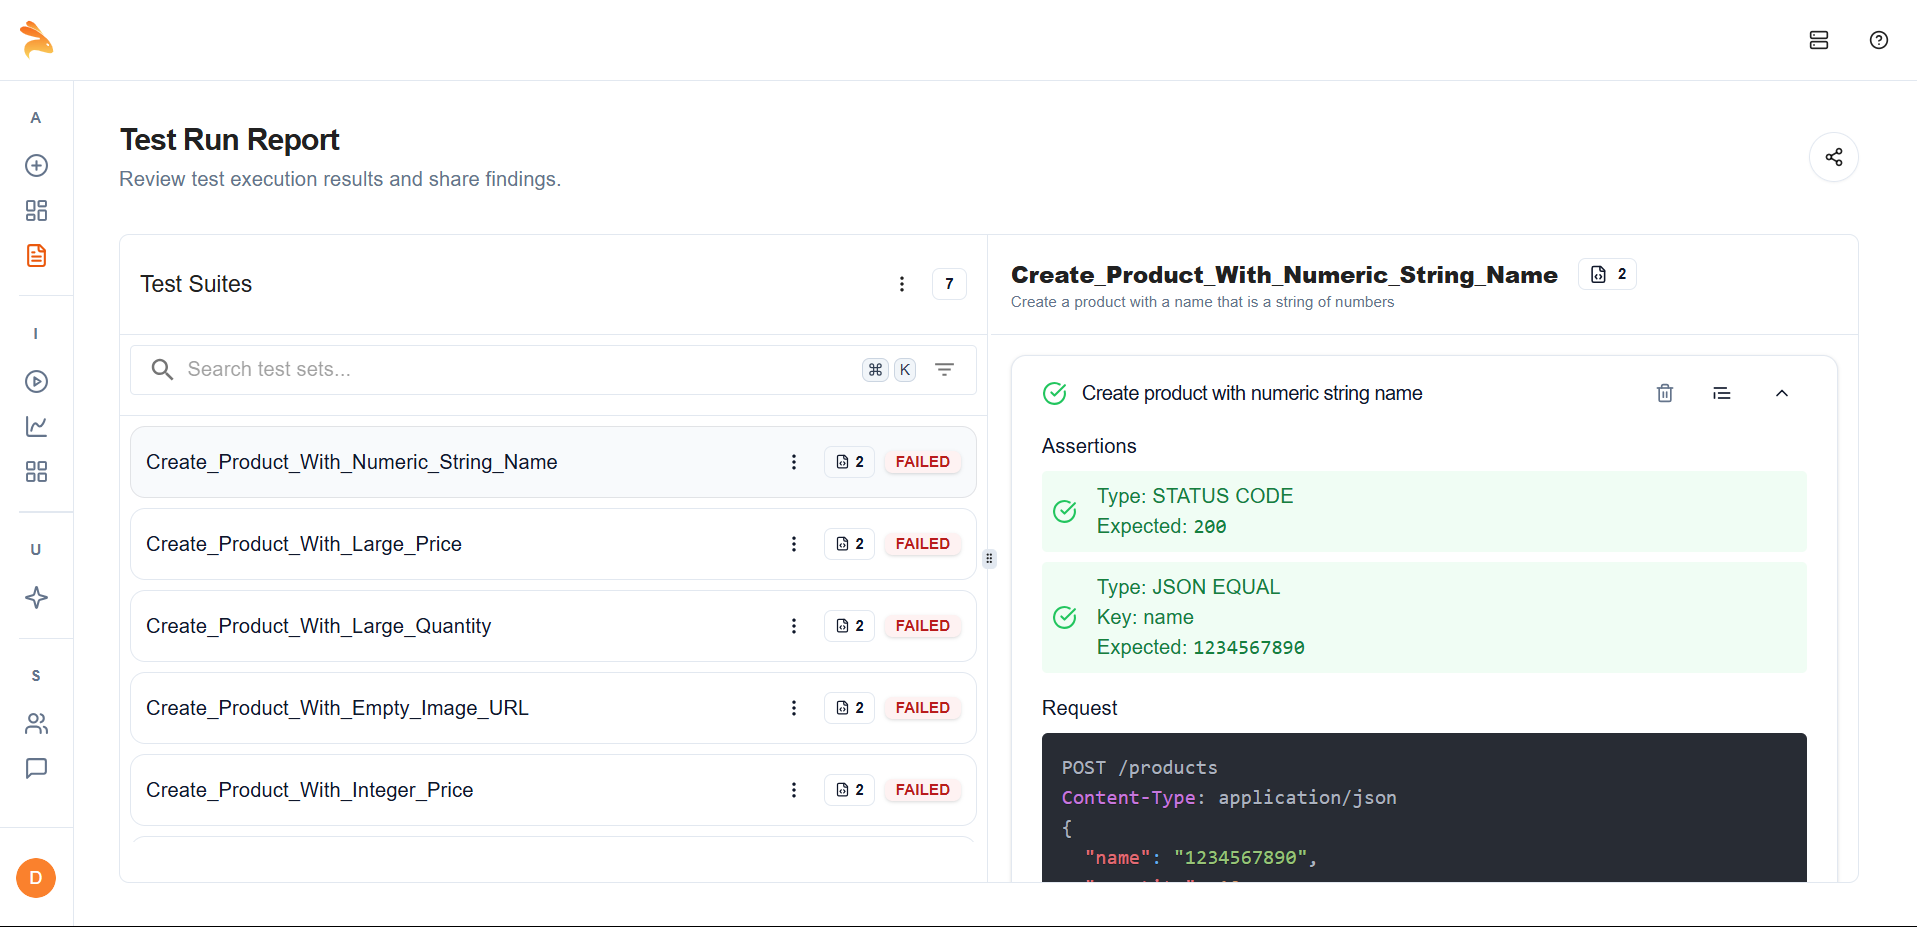 A
I
U
S
D
Test Run Report
Review test execution results and share findings.
Test Suites
7
Search test sets...
⌘ K
Create_Product_With_Numeric_String_Name 2 FAILED
Create_Product_With_Large_Price 2 FAILED
Create_Product_With_Large_Quantity 2 FAILED
Create_Product_With_Empty_Image_URL 2 FAILED
Create_Product_With_Integer_Price 2 FAILED
Create_Product_With_Numeric_String_Name 2
Create a product with a name that is a string of numbers
Create product with numeric string name
Assertions
Type: STATUS CODE
Expected: 200
Type: JSON EQUAL
Key: name
Expected: 1234567890
Request
POST /products
Content-Type: application/json
{
"name": "1234567890",